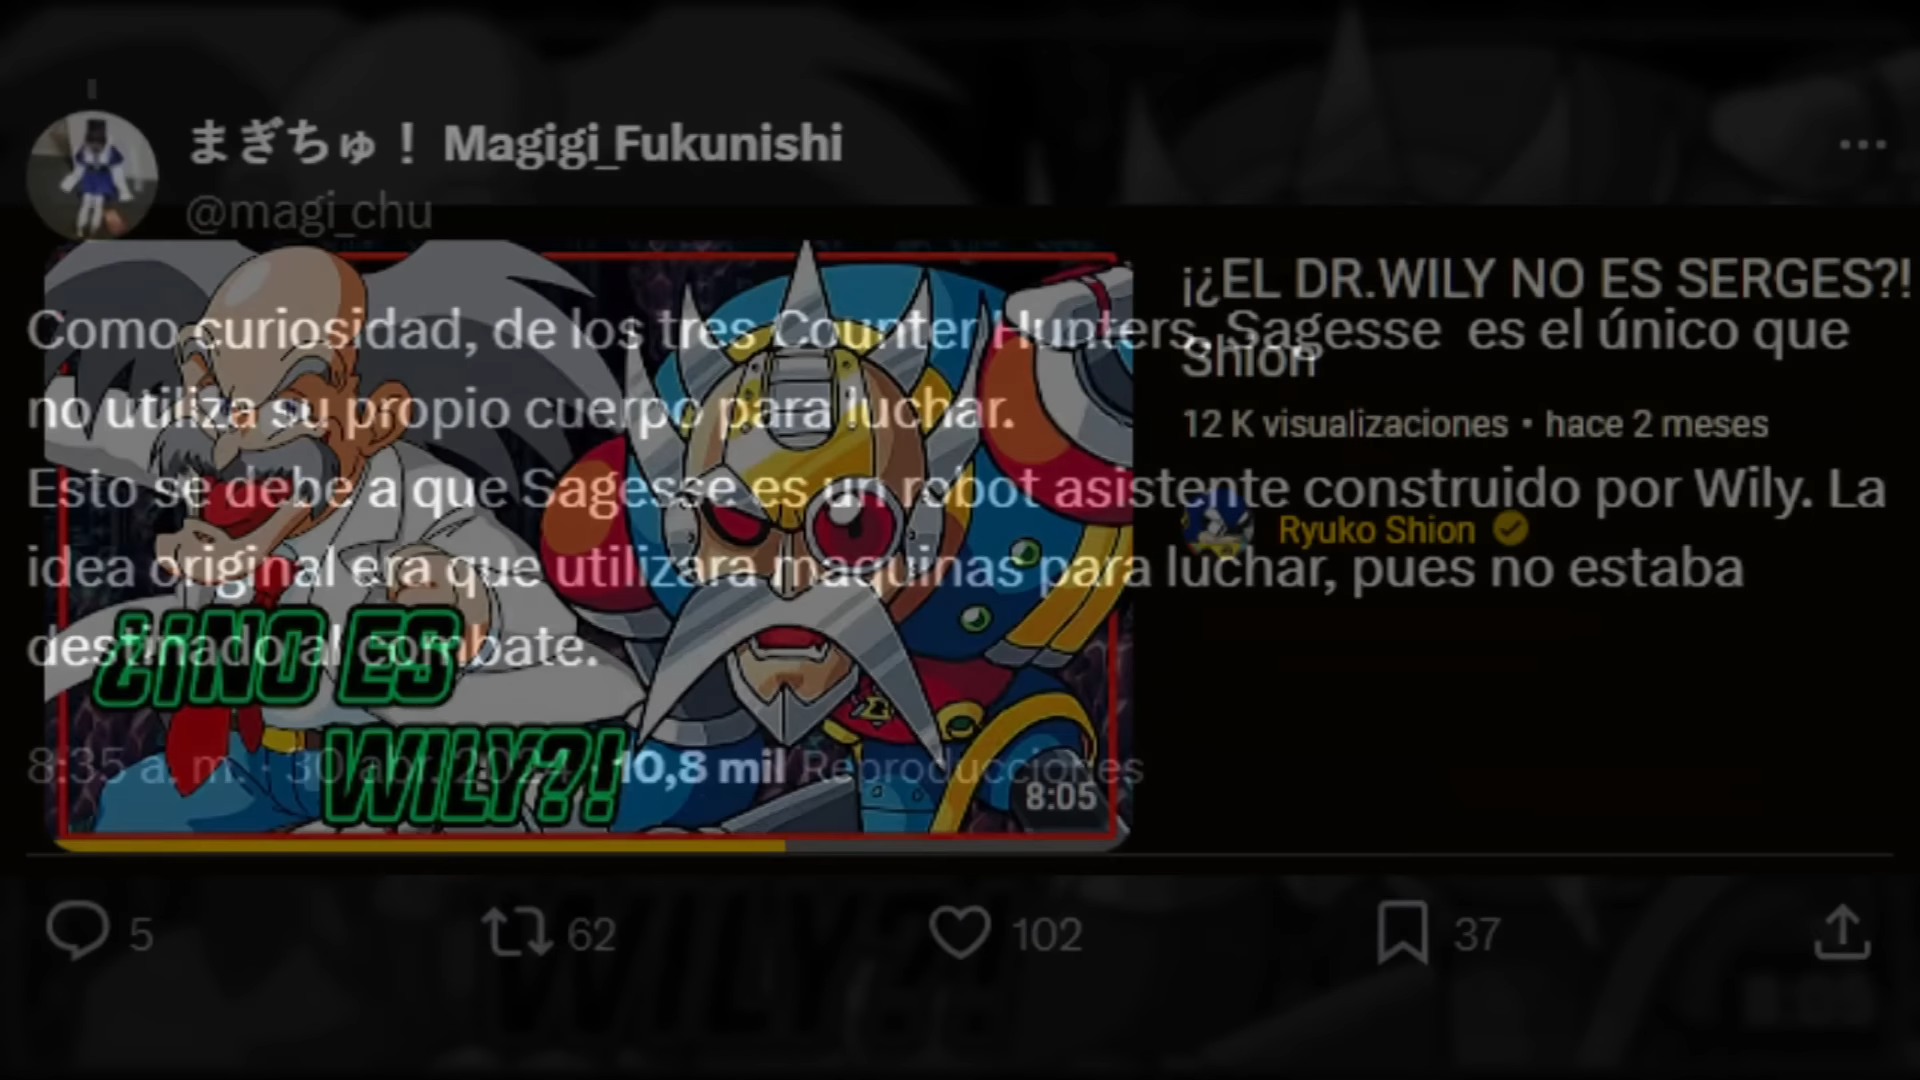 まぎちゅ！ Magigi_Fukunishi
@magi_chu
Como curiosidad, de los tres Counter Hunters, Sagesse es el único que
no utiliza su propio cuerpo para luchar.
Esto se debe a que Sagesse es un robot asistente construido por Wily. La
idea original era que utilizara maquinas para luchar, pues no estaba
destinado al combate.
8:35 a. m. · 30 abr. · 10,8 mil Reproducciones
5
62
102
37
¡¿EL DR.WILY NO ES SERGES?!
Shion
12 K visualizaciones • hace 2 meses
Ryuko Shion
¿¡NO ES
WILY?!
8:05